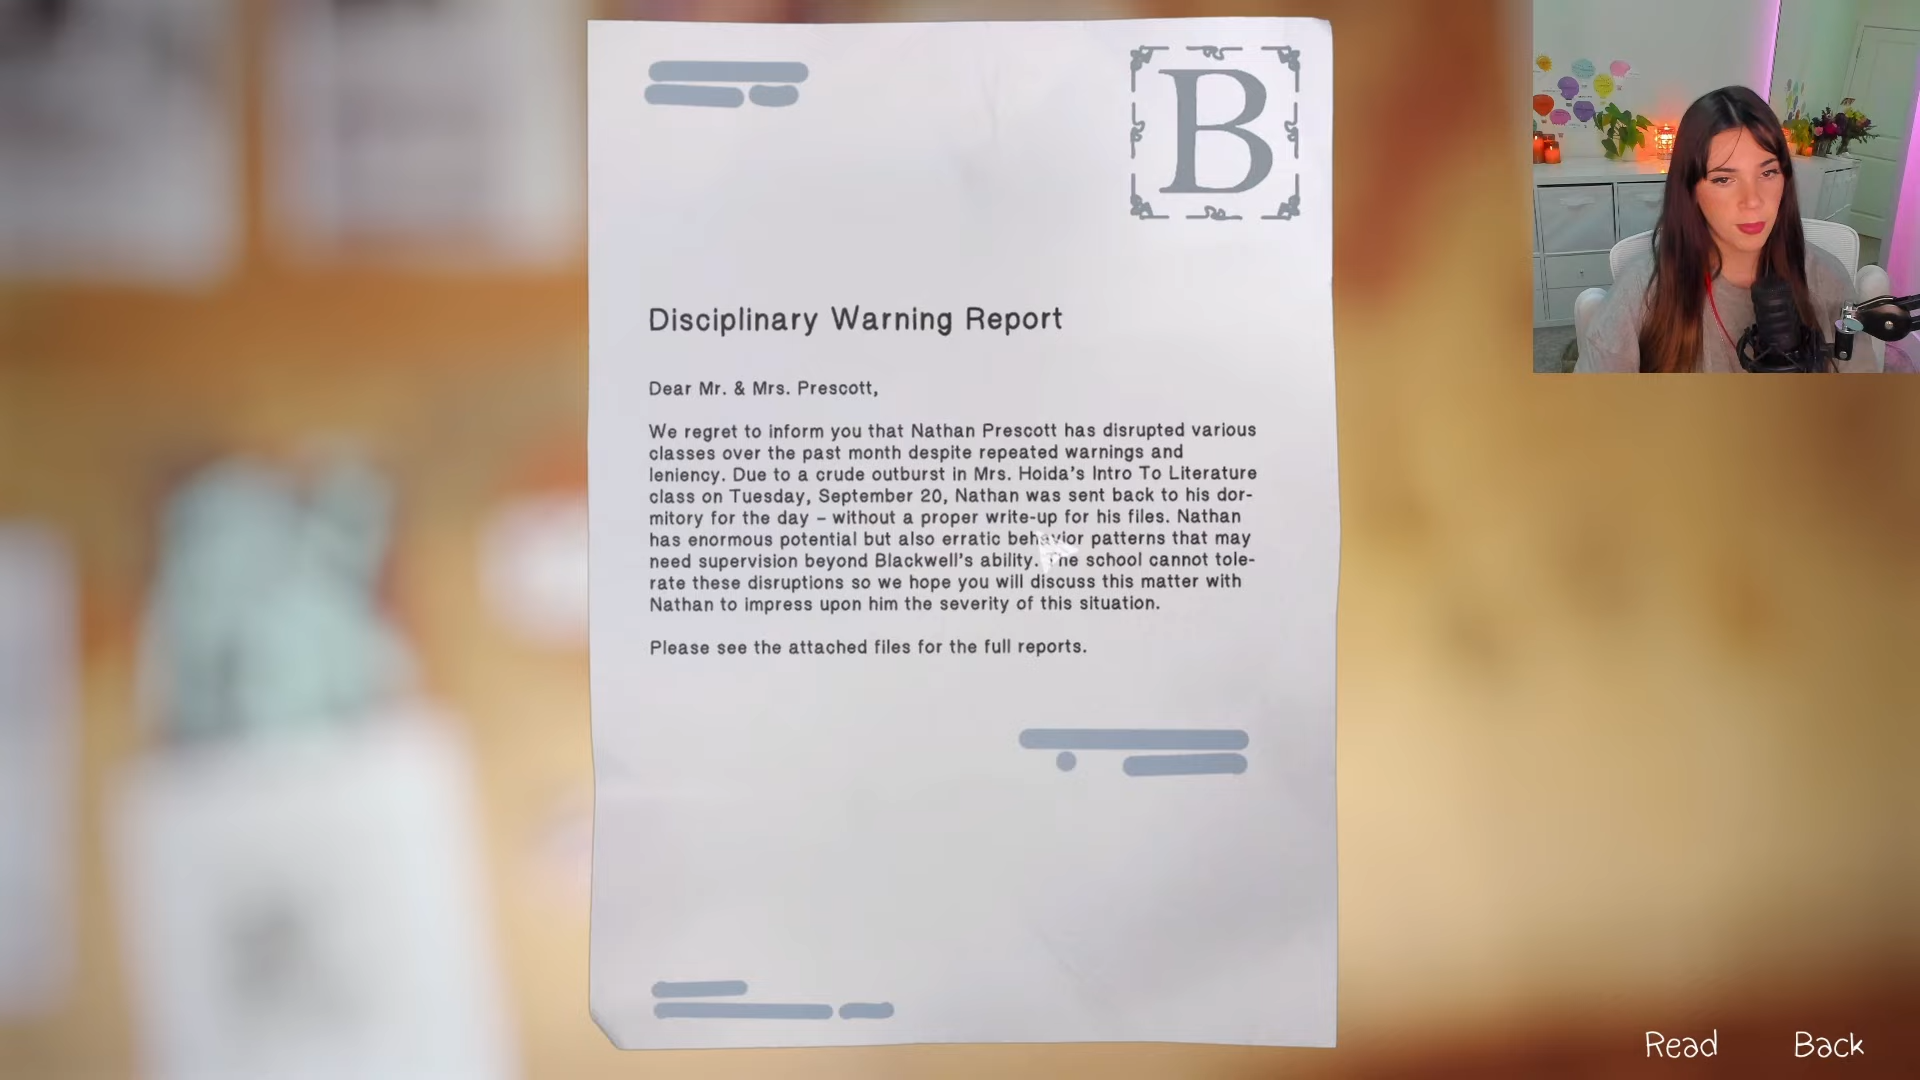 B
Disciplinary Warning Report
Dear Mr. & Mrs. Prescott,
We regret to inform you that Nathan Prescott has disrupted various
classes over the past month despite repeated warnings and
leniency. Due to a crude outburst in Mrs. Hoida's Intro To Literature
class on Tuesday, September 20, Nathan was sent back to his dor-
mitory for the day – without a proper write-up for his files. Nathan
has enormous potential but also erratic behavior patterns that may
need supervision beyond Blackwell's ability. The school cannot tole-
rate these disruptions so we hope you will discuss this matter with
Nathan to impress upon him the severity of this situation.
Please see the attached files for the full reports.
Read
Back